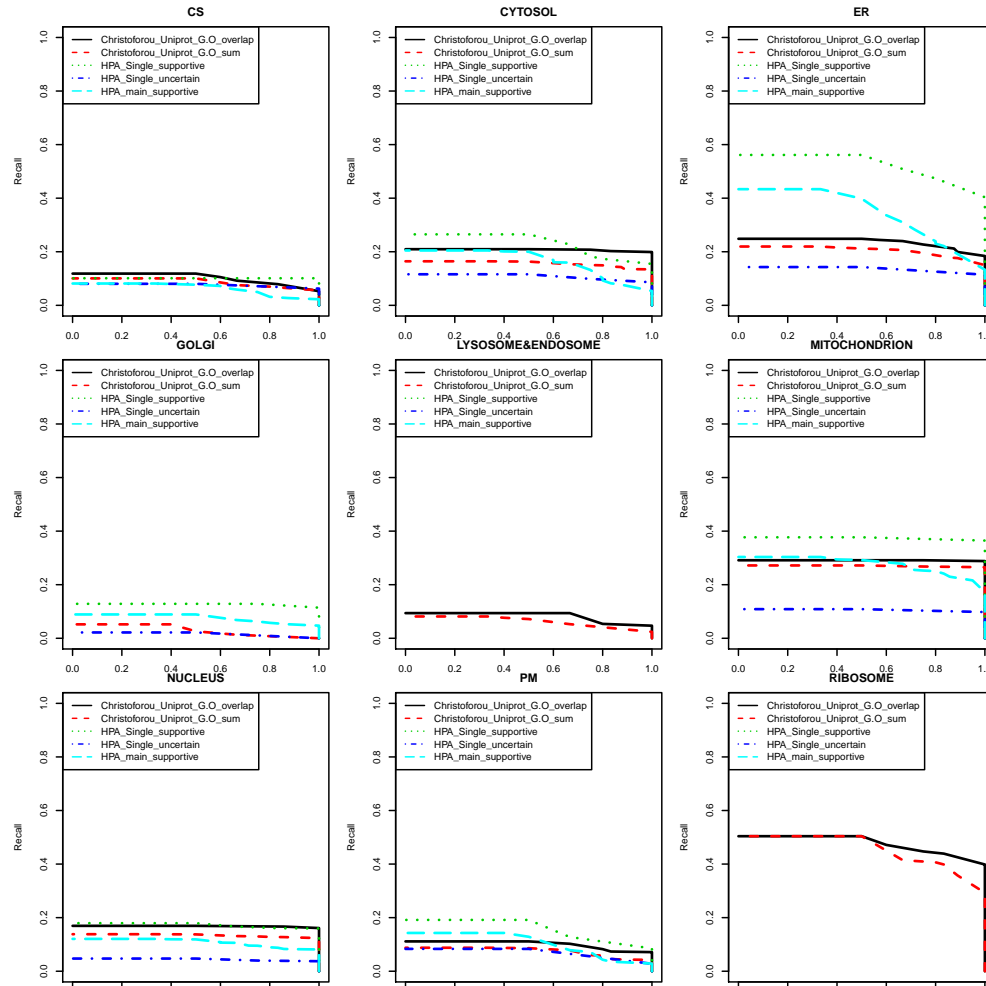 CS
CYTOSOL
ER
Christoforou_Uniprot_G.O_overlap
Christoforou_Uniprot_G.O_sum
HPA_Single_supportive
HPA_Single_uncertain
HPA_main_supportive
Christoforou_Uniprot_G.O_overlap
Christoforou_Uniprot_G.O_sum
HPA_Single_supportive
HPA_Single_uncertain
HPA_main_supportive
Christoforou_Uniprot_G.O_overlap
Christoforou_Uniprot_G.O_sum
HPA_Single_supportive
HPA_Single_uncertain
HPA_main_supportive
Recall
0.0 0.2 0.4 0.6 0.8 1.0
Recall
0.0 0.2 0.4 0.6 0.8 1.0
Recall
0.0 0.2 0.4 0.6 0.8 1.0
0.0 0.2 0.4 0.6 0.8 1.0
0.0 0.2 0.4 0.6 0.8 1.0
0.0 0.2 0.4 0.6 0.8 1.0
GOLGI
LYSOSOME&ENDOSOME
MITOCHONDRION
Christoforou_Uniprot_G.O_overlap
Christoforou_Uniprot_G.O_sum
HPA_Single_supportive
HPA_Single_uncertain
HPA_main_supportive
Christoforou_Uniprot_G.O_overlap
Christoforou_Uniprot_G.O_sum
HPA_Single_supportive
HPA_Single_uncertain
HPA_main_supportive
Christoforou_Uniprot_G.O_overlap
Christoforou_Uniprot_G.O_sum
HPA_Single_supportive
HPA_Single_uncertain
HPA_main_supportive
Recall
0.0 0.2 0.4 0.6 0.8 1.0
Recall
0.0 0.2 0.4 0.6 0.8 1.0
Recall
0.0 0.2 0.4 0.6 0.8 1.0
0.0 0.2 0.4 0.6 0.8 1.0
0.0 0.2 0.4 0.6 0.8 1.0
0.0 0.2 0.4 0.6 0.8 1.0
NUCLEUS
PM
RIBOSOME
Christoforou_Uniprot_G.O_overlap
Christoforou_Uniprot_G.O_sum
HPA_Single_supportive
HPA_Single_uncertain
HPA_main_supportive
Christoforou_Uniprot_G.O_overlap
Christoforou_Uniprot_G.O_sum
HPA_Single_supportive
HPA_Single_uncertain
HPA_main_supportive
Christoforou_Uniprot_G.O_overlap
Christoforou_Uniprot_G.O_sum
HPA_Single_supportive
HPA_Single_uncertain
HPA_main_supportive
Recall
0.0 0.2 0.4 0.6 0.8 1.0
Recall
0.0 0.2 0.4 0.6 0.8 1.0
Recall
0.0 0.2 0.4 0.6 0.8 1.0